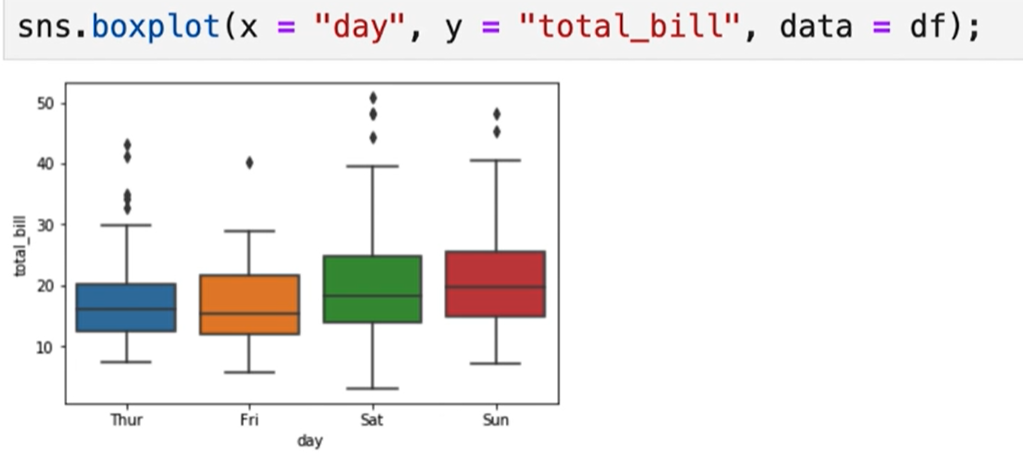 sns.boxplot(x = "day", y = "total_bill", data = df);
50
40
30
20
10
total_bill
Thur Fri Sat Sun
day